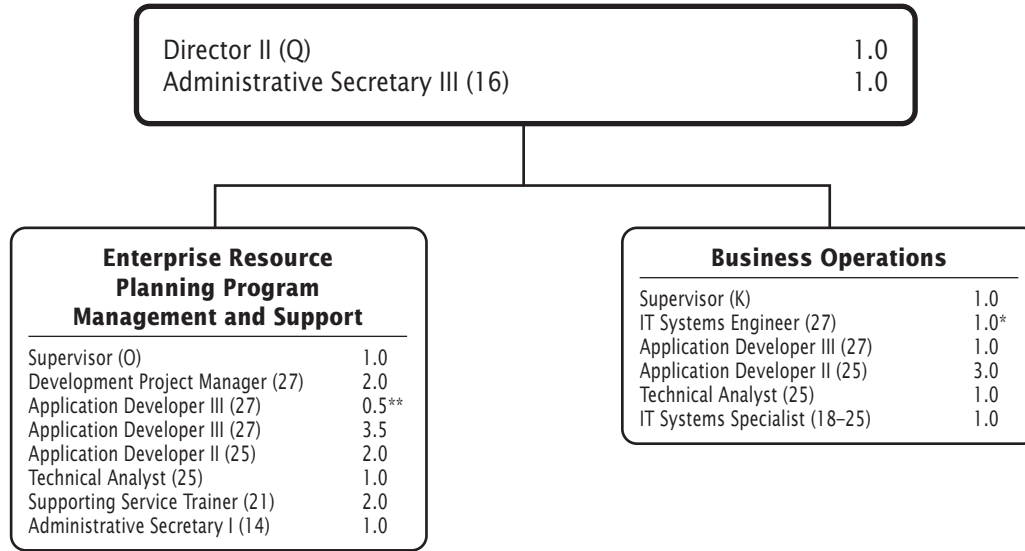 Director II (Q) 1.0
Administrative Secretary III (16) 1.0
Enterprise Resource
Planning Program
Management and Support
Supervisor (O) 1.0
Development Project Manager (27) 2.0
Application Developer III (27) 0.5**
Application Developer III (27) 3.5
Application Developer II (25) 2.0
Technical Analyst (25) 1.0
Supporting Service Trainer (21) 2.0
Administrative Secretary I (14) 1.0
Business Operations
Supervisor (K) 1.0
IT Systems Engineer (27) 1.0*
Application Developer III (27) 1.0
Application Developer II (25) 3.0
Technical Analyst (25) 1.0
IT Systems Specialist (18–25) 1.0